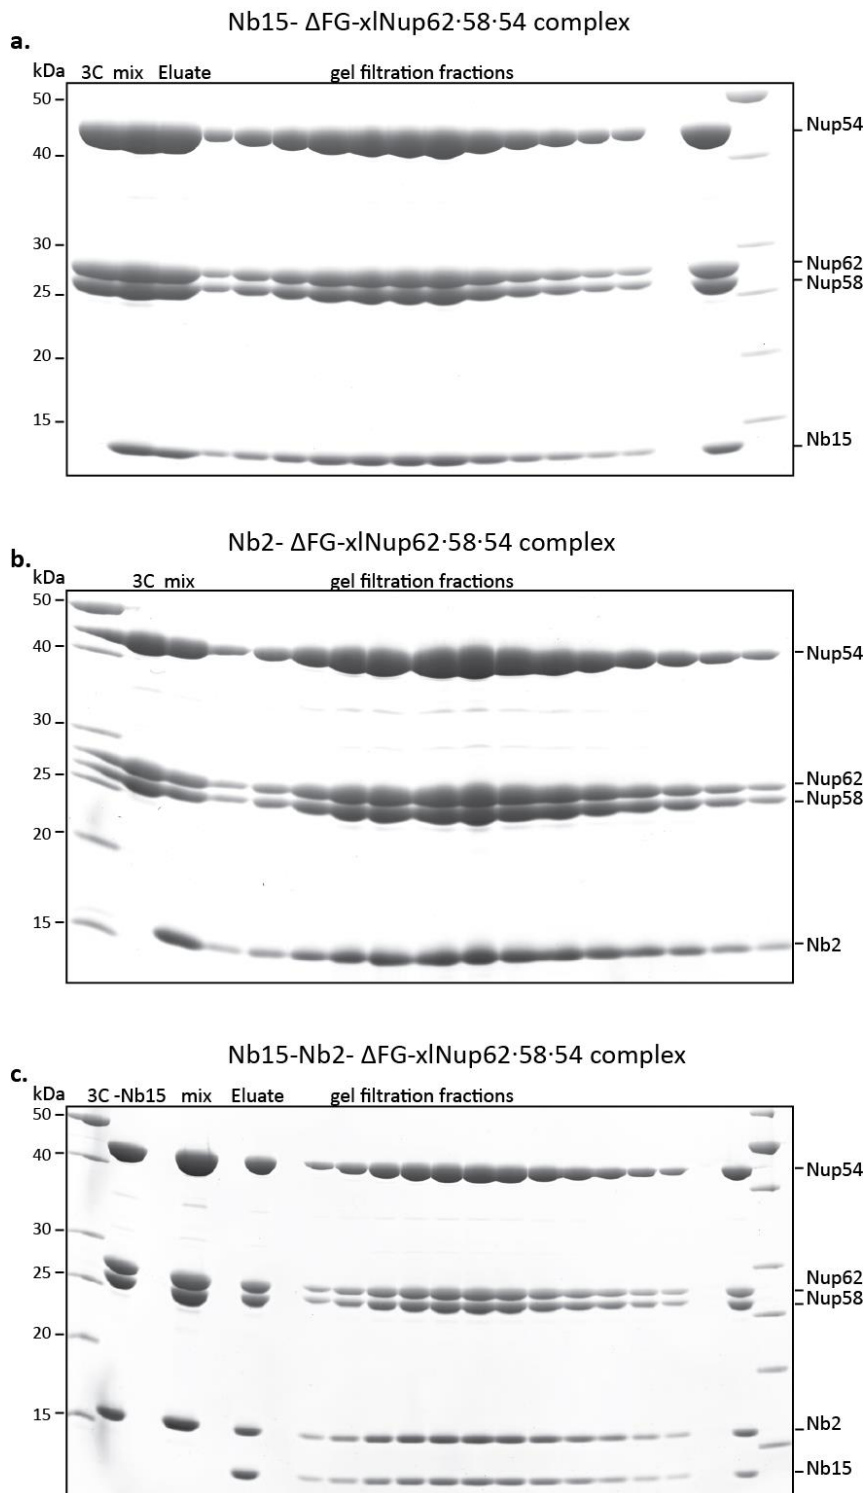 Nb15- ΔFG-xlNup62·58·54 complex
a.
kDa 3C mix Eluate gel filtration fractions
50
Nup54
40
30
Nup62
25
Nup58
20
15
Nb15
Nb2- ΔFG-xlNup62·58·54 complex
b.
kDa 3C mix gel filtration fractions
50
40
Nup54
30
25
Nup62
Nup58
20
15
Nb2
Nb15-Nb2- ΔFG-xlNup62·58·54 complex
c.
kDa 3C -Nb15 mix Eluate gel filtration fractions
50
40
Nup54
30
25
Nup62
Nup58
20
15
Nb2
Nb15